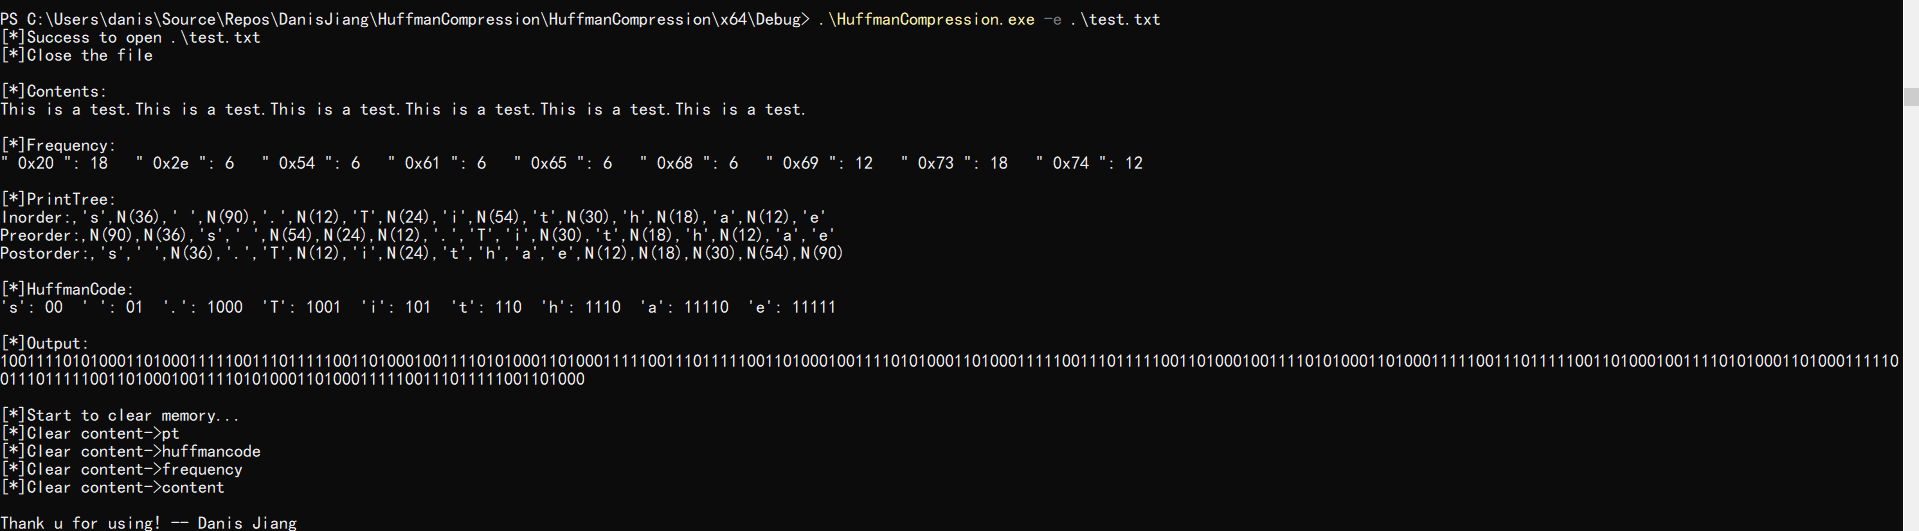 PS C:\Users\danis\Source\Repos\DanisJiang\HuffmanCompression\HuffmanCompression\x64\Debug> .\HuffmanCompression.exe -e .\test.txt
[*]Success to open .\test.txt
[*]Close the file
[*]Contents:
This is a test.This is a test.This is a test.This is a test.This is a test.This is a test.
[*]Frequency:
" 0x20 ": 18   " 0x2e ": 6   " 0x54 ": 6   " 0x61 ": 6   " 0x65 ": 6   " 0x68 ": 6   " 0x69 ": 12   " 0x73 ": 18   " 0x74 ": 12
[*]PrintTree:
Inorder:,'s',N(36),' ',N(90),'.',N(12),'T',N(24),'i',N(54),'t',N(30),'h',N(18),'a',N(12),'e'
Preorder:,N(90),N(36),'s',' ',N(54),N(24),N(12),'.','T','i',N(30),'t',N(18),'h',N(12),'a','e'
Postorder:,'s',' ',N(36),'.','T',N(12),'i',N(24),'t','h','a','e',N(12),N(18),N(30),N(54),N(90)
[*]HuffmanCode:
's': 00  ' ': 01  '.': 1000  'T': 1001  'i': 101  't': 110  'h': 1110  'a': 11110  'e': 11111
[*]Output:
1001111010100011010001111100111011111001101000100111101010001101000111110011101111100110100010011110101000110100011111001110111110011010001001111010100011010001111100111011111001101000100111101010001101000111110
01110111110011010001001111010100011010001111100111011111001101000
[*]Start to clear memory...
[*]Clear content->pt
[*]Clear content->huffmancode
[*]Clear content->frequency
[*]Clear content->content
Thank u for using! -- Danis Jiang